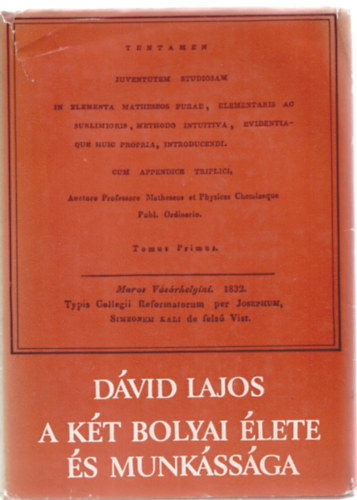 TENTAMEN
JUVENTUTEM STUDIOSAM
IN ELEMENTA MATHESEOS PURAE, ELEMENTARIS AC
SUBLIMIORIS, METHODO INTUITIVA, EVIDENTIA-
QUE HUIC PROPRIA, INTRODUCENDI.
CUM APPENDICE TRIPLICI.
Auctore Professore Matheseos et Physices Chemiaeque
Publ. Ordinario.
Tomus Primus.
Maros Vásárhelyini. 1832.
Typis Collegii Reformatorum per JOSEPHUM,
SIMEONEM KALI de felső Vist.
DÁVID LAJOS
A KÉT BOLYAI ÉLETE
ÉS MUNKÁSSÁGA